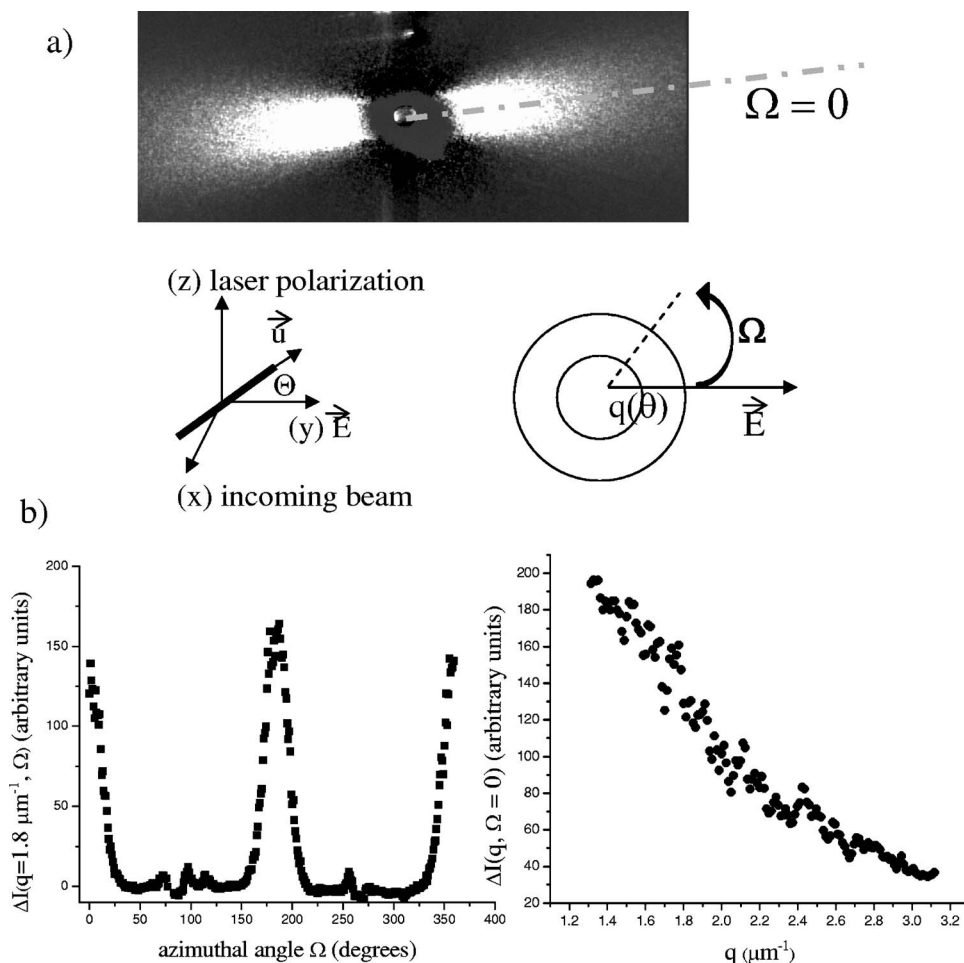 a)
Ω = 0
(z) laser polarization
u
Θ
(y) E
(x) incoming beam
Ω
q(θ)
E
b)
ΔI(q=1.8 μm⁻¹, Ω) (arbitrary units)
200
150
100
50
0
0 50 100 150 200 250 300 350 400
azimuthal angle Ω (degrees)
ΔI(q, Ω = 0) (arbitrary units)
200
180
160
140
120
100
80
60
40
20
1.2 1.4 1.6 1.8 2.0 2.2 2.4 2.6 2.8 3.0 3.2
q (μm⁻¹)